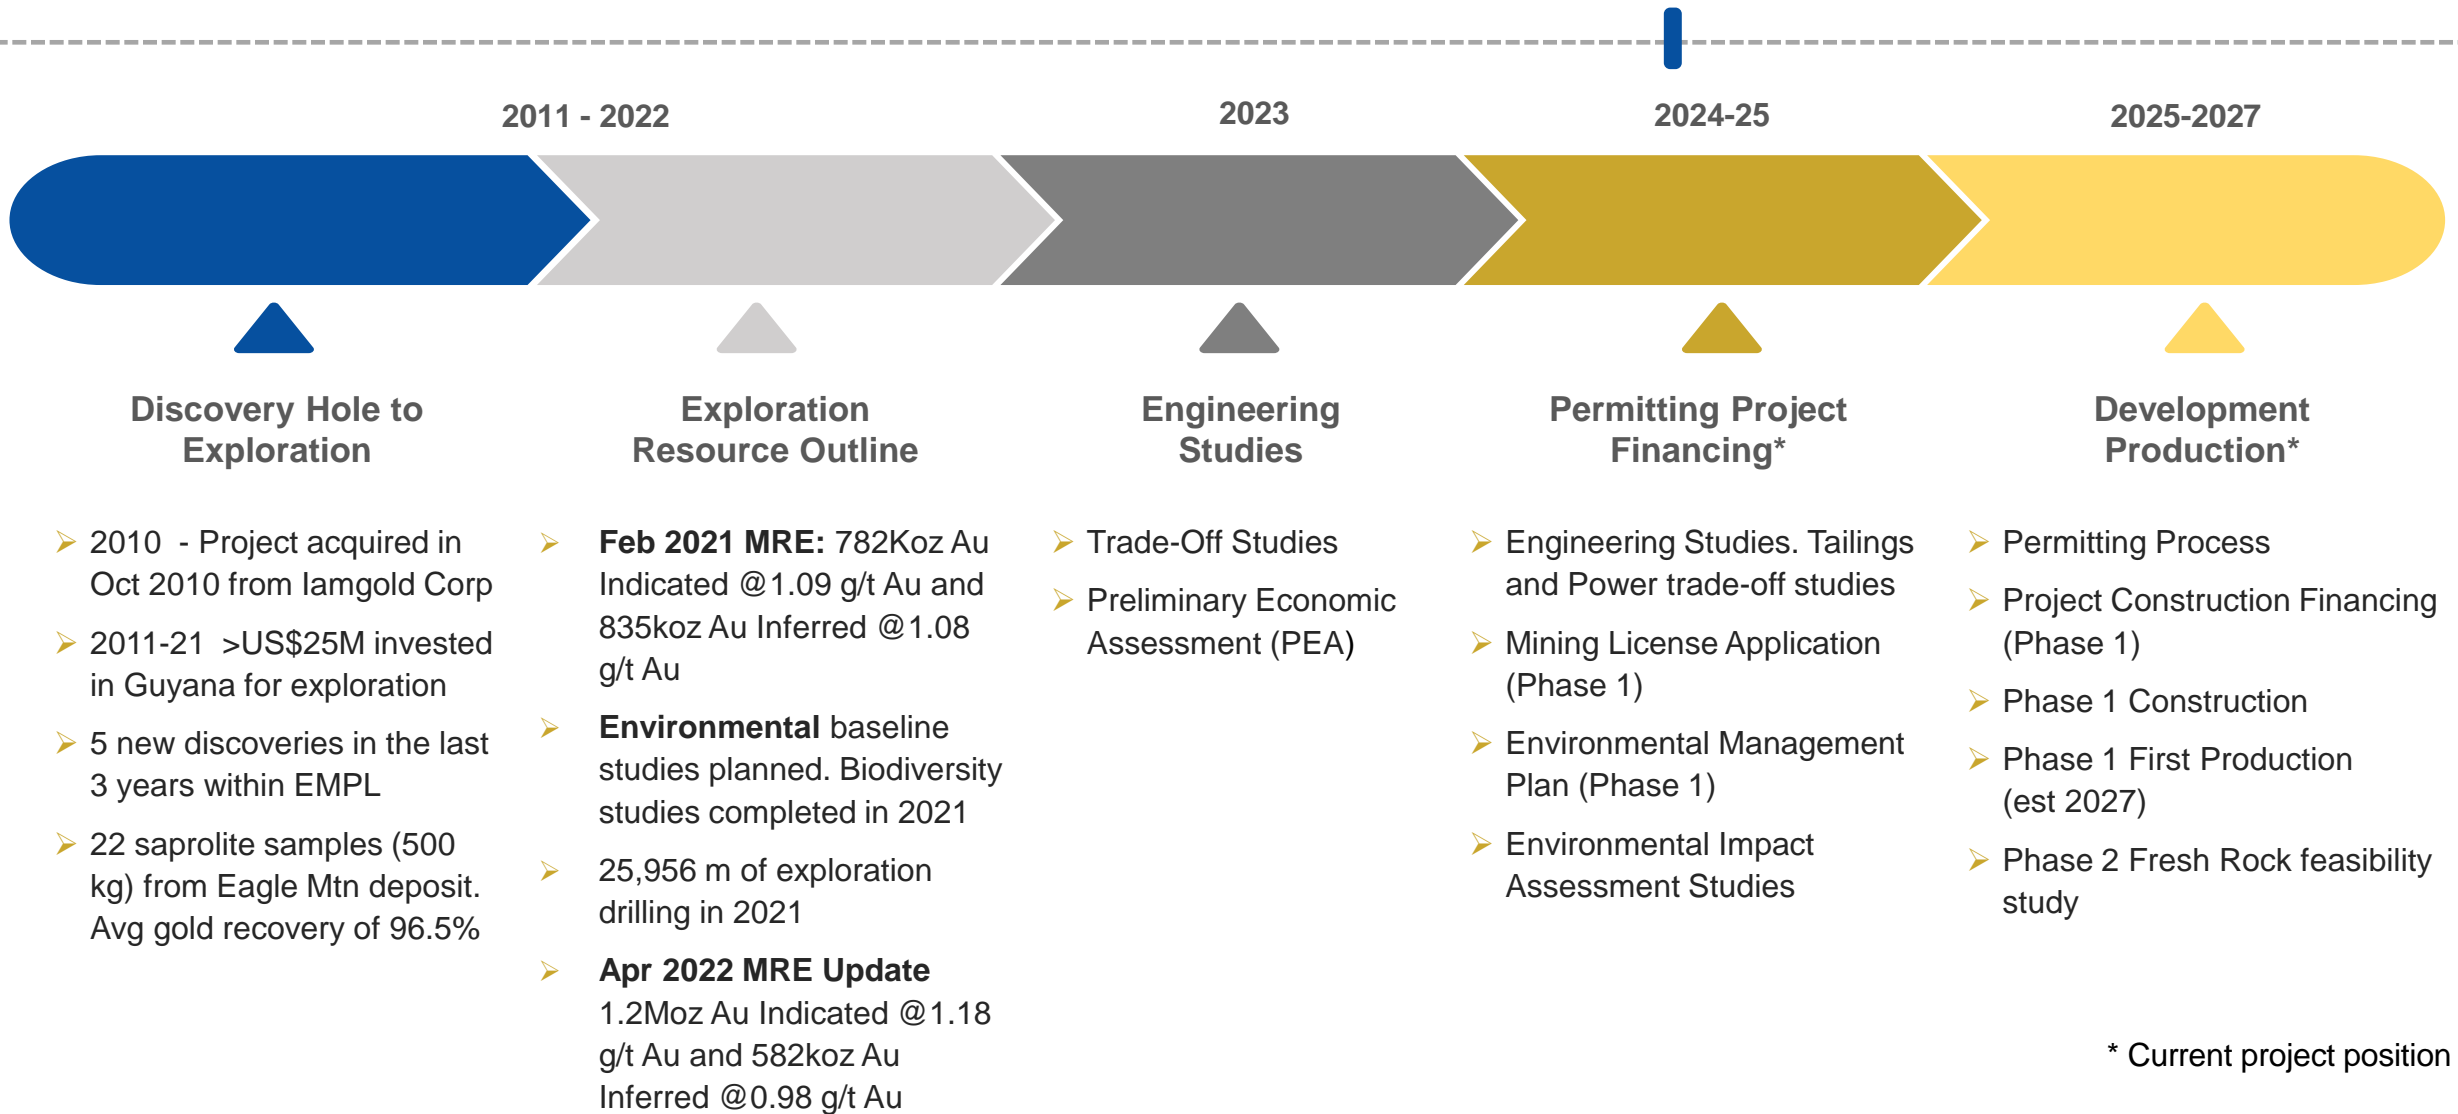 2011 - 2022
2023
2024-25
2025-2027
Discovery Hole to
Exploration
➢ 2010  - Project acquired in
Oct 2010 from Iamgold Corp
➢ 2011-21  >US$25M invested
in Guyana for exploration
➢ 5 new discoveries in the last
3 years within EMPL
➢ 22 saprolite samples (500
kg) from Eagle Mtn deposit.
Avg gold recovery of 96.5%
Exploration
Resource Outline
➢ Feb 2021 MRE: 782Koz Au
Indicated @1.09 g/t Au and
835koz Au Inferred @1.08
g/t Au
➢ Environmental baseline
studies planned. Biodiversity
studies completed in 2021
➢ 25,956 m of exploration
drilling in 2021
➢ Apr 2022 MRE Update
1.2Moz Au Indicated @1.18
g/t Au and 582koz Au
Inferred @0.98 g/t Au
Engineering
Studies
➢ Trade-Off Studies
➢ Preliminary Economic
Assessment (PEA)
Permitting Project
Financing*
➢ Engineering Studies. Tailings
and Power trade-off studies
➢ Mining License Application
(Phase 1)
➢ Environmental Management
Plan (Phase 1)
➢ Environmental Impact
Assessment Studies
Development
Production*
➢ Permitting Process
➢ Project Construction Financing
(Phase 1)
➢ Phase 1 Construction
➢ Phase 1 First Production
(est 2027)
➢ Phase 2 Fresh Rock feasibility
study
* Current project position